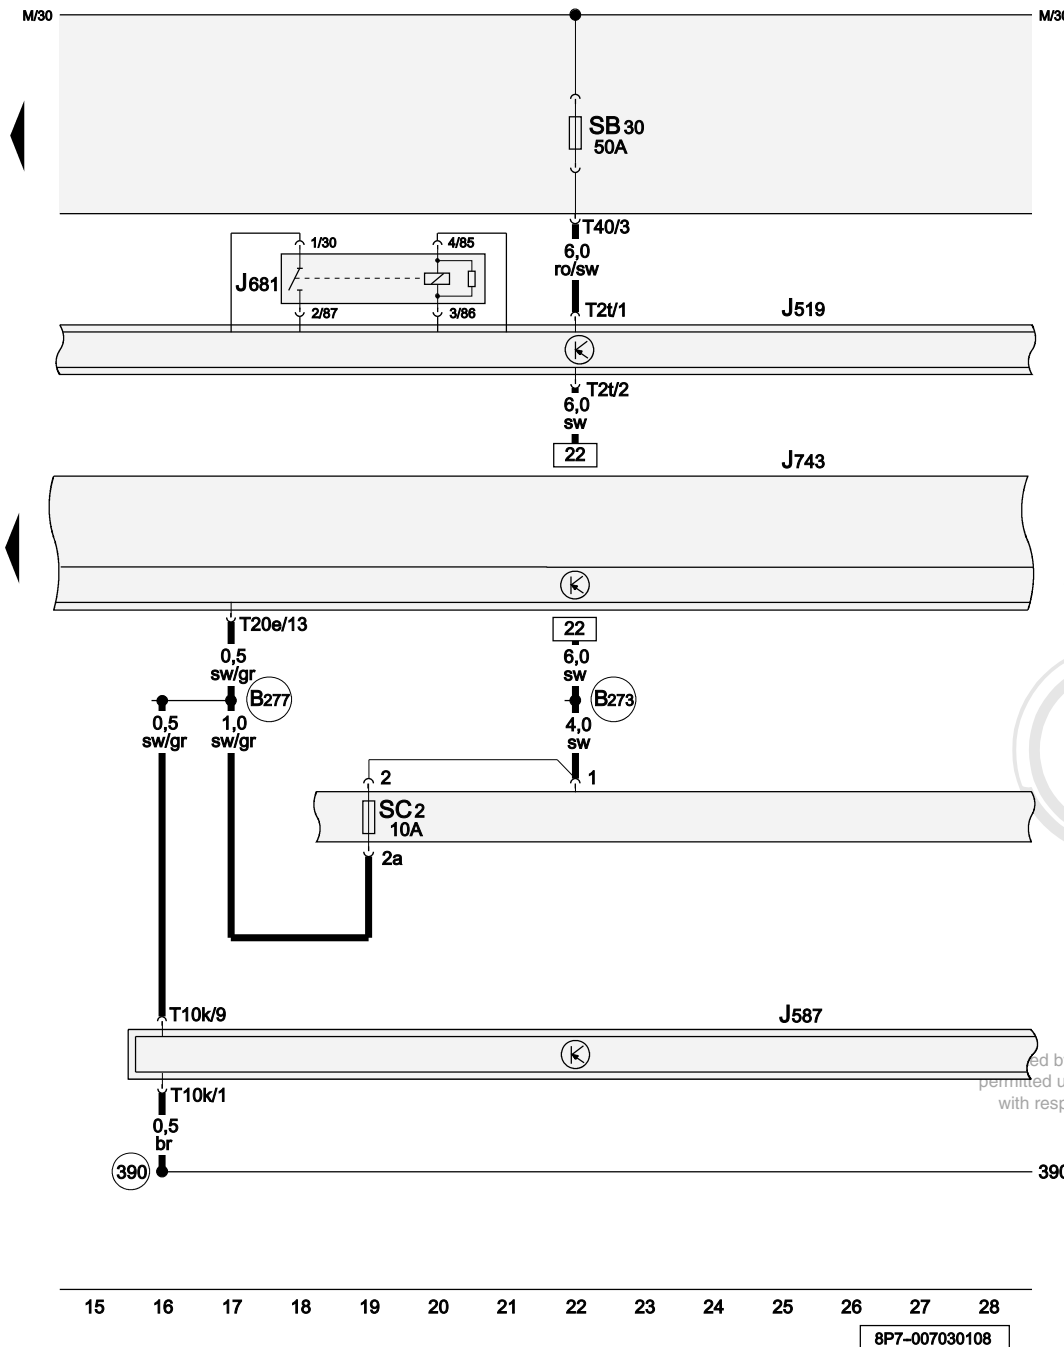 M/30
M/30
SB30
50A
T40/3
6,0
ro/sw
1/30
4/85
J681
2/87
3/86
T2t/1
J519
T2t/2
6,0
sw
22
J743
T20e/13
0,5
sw/gr
22
6,0
sw
B277
B273
0,5
sw/gr
1,0
sw/gr
4,0
sw
2
1
SC2
10A
2a
T10k/9
J587
T10k/1
ed b
permitted u
with resp
0,5
br
390
390
15 16 17 18 19 20 21 22 23 24 25 26 27 28
8P7-007030108